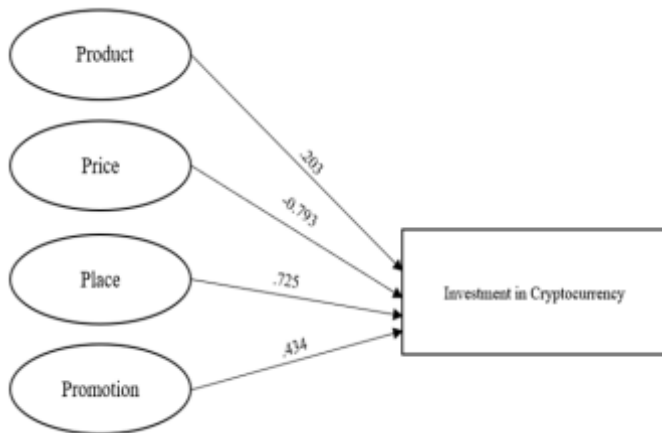 Product
.203
Price
-0.793
Investment in Cryptocurrency
Place
.725
.434
Promotion